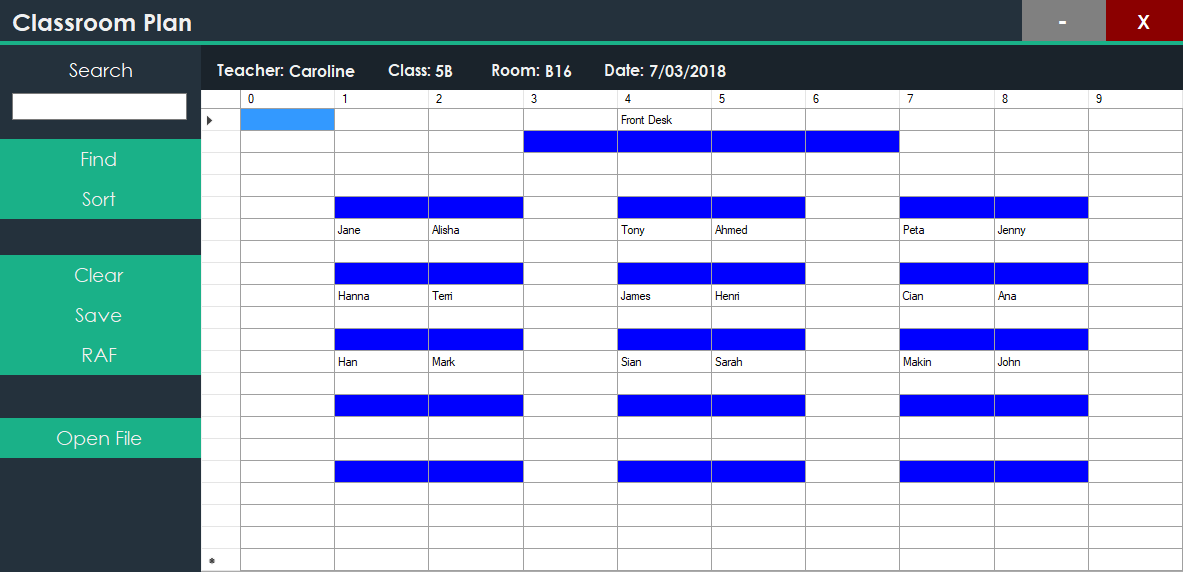 Classroom Plan - X
Search
Teacher: Caroline Class: 5B Room: B16 Date: 7/03/2018
0 1 2 3 4 5 6 7 8 9
Front Desk
Find
Sort
Jane Alisha Tony Ahmed Peta Jenny
Clear
Hanna Terri James Henri Cian Ana
Save
RAF
Han Mark Sian Sarah Makin John
Open File
*